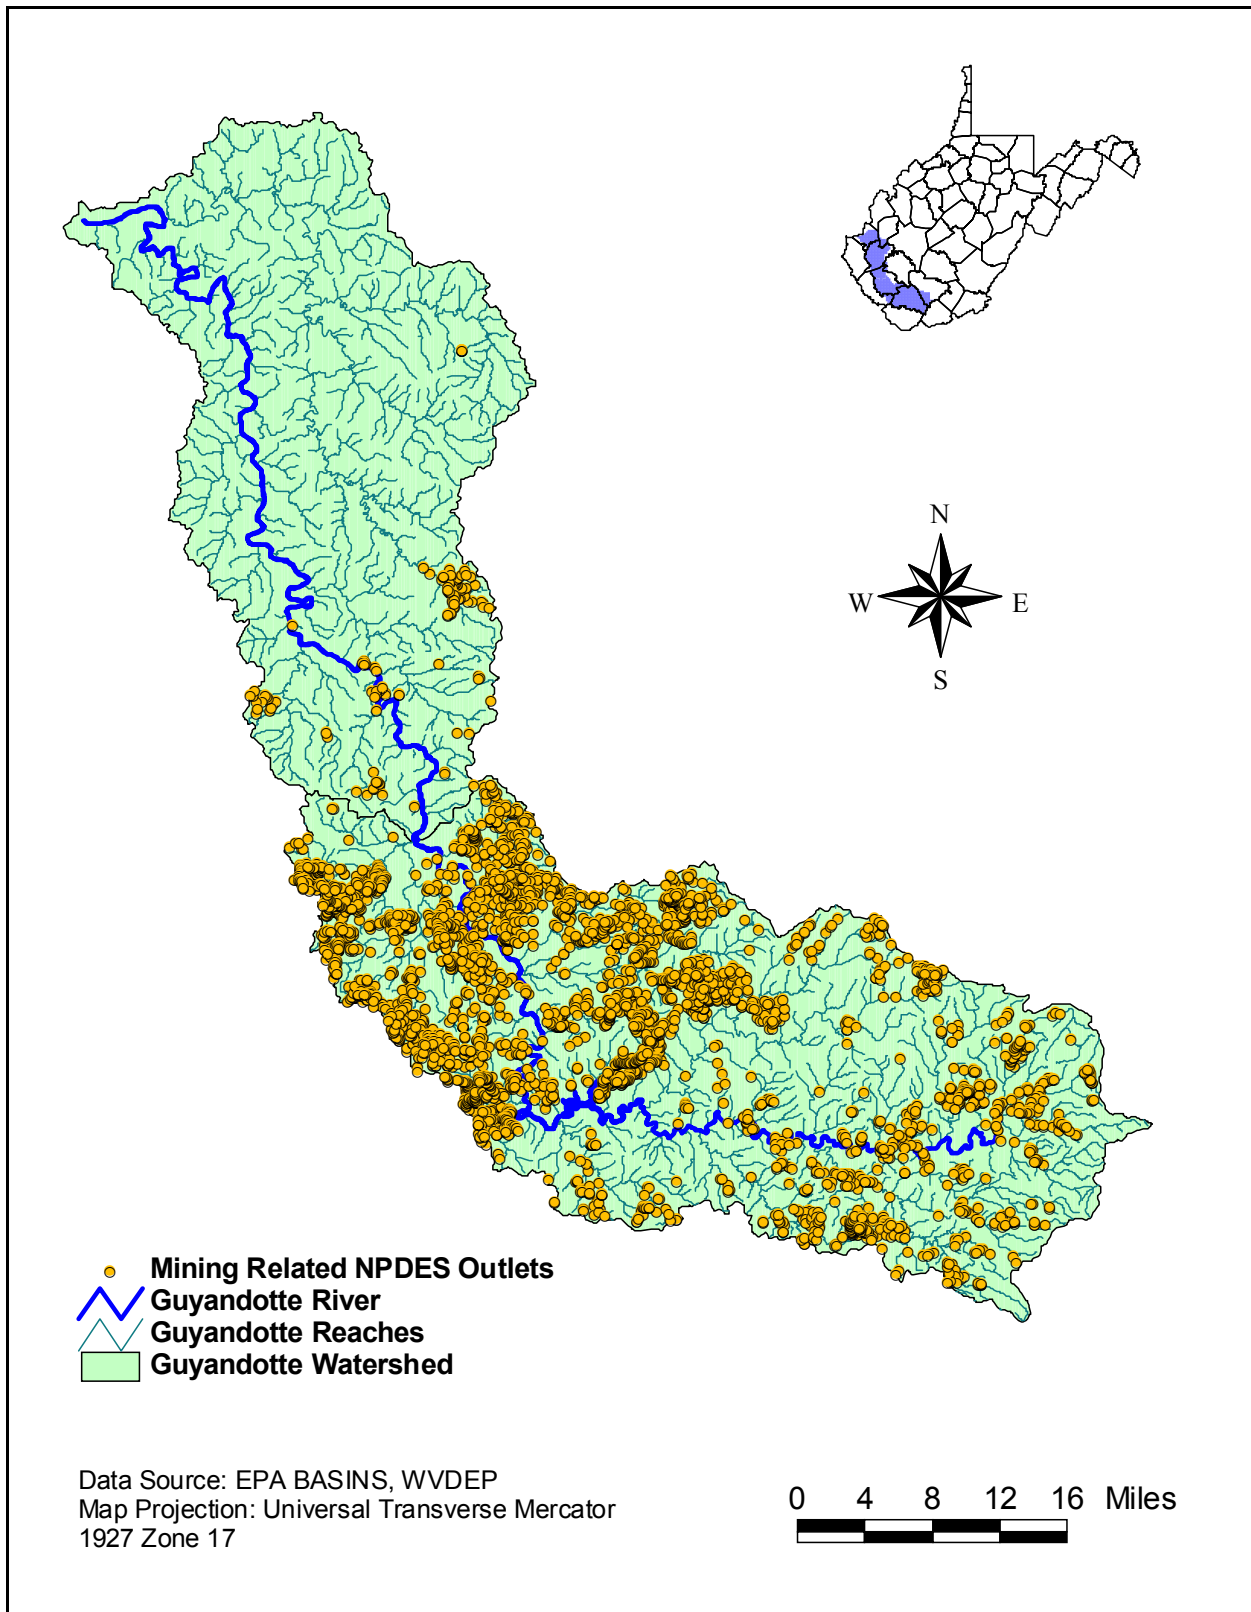 N
W
E
S
Mining Related NPDES Outlets
Guyandotte River
Guyandotte Reaches
Guyandotte Watershed
Data Source: EPA BASINS, WVDEP
Map Projection: Universal Transverse Mercator
1927 Zone 17
0 4 8 12 16 Miles